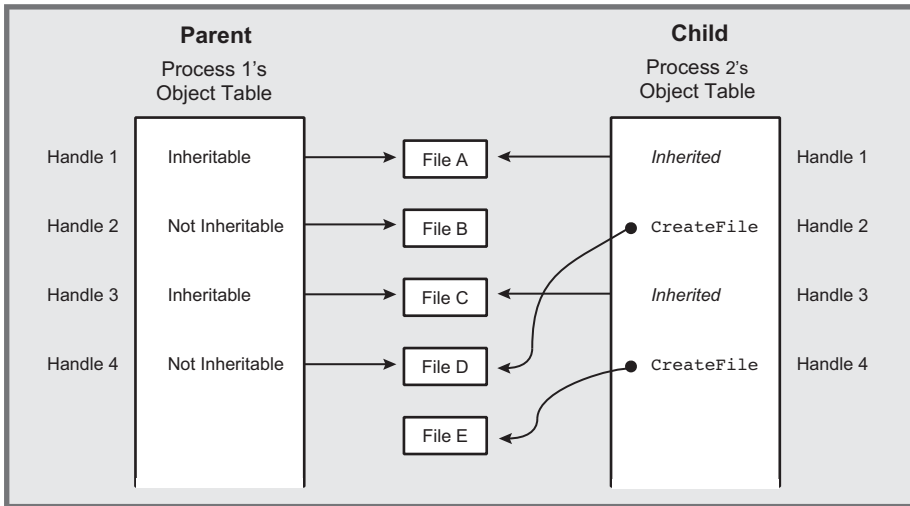 Parent
Process 1's
Object Table
Child
Process 2's
Object Table
Handle 1
Inheritable
File A
Inherited
Handle 1
Handle 2
Not Inheritable
File B
CreateFile
Handle 2
Handle 3
Inheritable
File C
Inherited
Handle 3
Handle 4
Not Inheritable
File D
CreateFile
Handle 4
File E